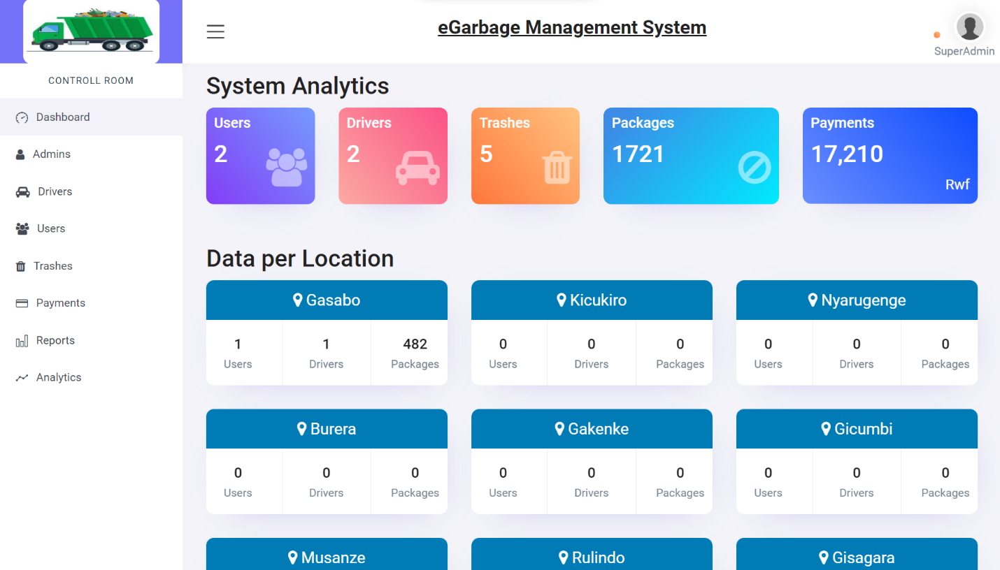 eGarbage Management System
SuperAdmin
CONTROLL ROOM
Dashboard
Admins
Drivers
Users
Trashes
Payments
Reports
Analytics
System Analytics
Users
2
Drivers
2
Trashes
5
Packages
1721
Payments
17,210
Rwf
Data per Location
Gasabo
1 1 482
Users Drivers Packages
Kicukiro
0 0 0
Users Drivers Packages
Nyarugenge
0 0 0
Users Drivers Packages
Burera
0 0 0
Users Drivers Packages
Gakenke
0 0 0
Users Drivers Packages
Gicumbi
0 0 0
Users Drivers Packages
Musanze
Rulindo
Gisagara